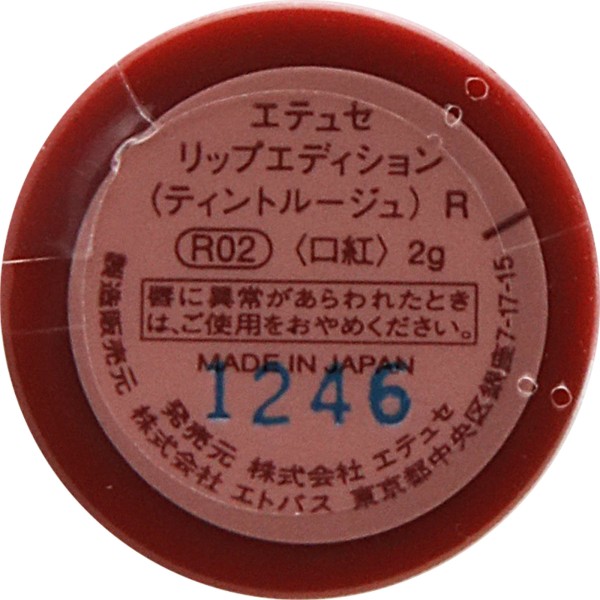 エテュセ
リップエディション
(ティントルージュ) R
R02 〈口紅〉 2g
唇に異常があらわれたとき
は、ご使用をおやめください。
MADE IN JAPAN
1246
発売元 株式会社 エテュセ
製造販売元 株式会社 エトバス 東京都中央区銀座7-17-15